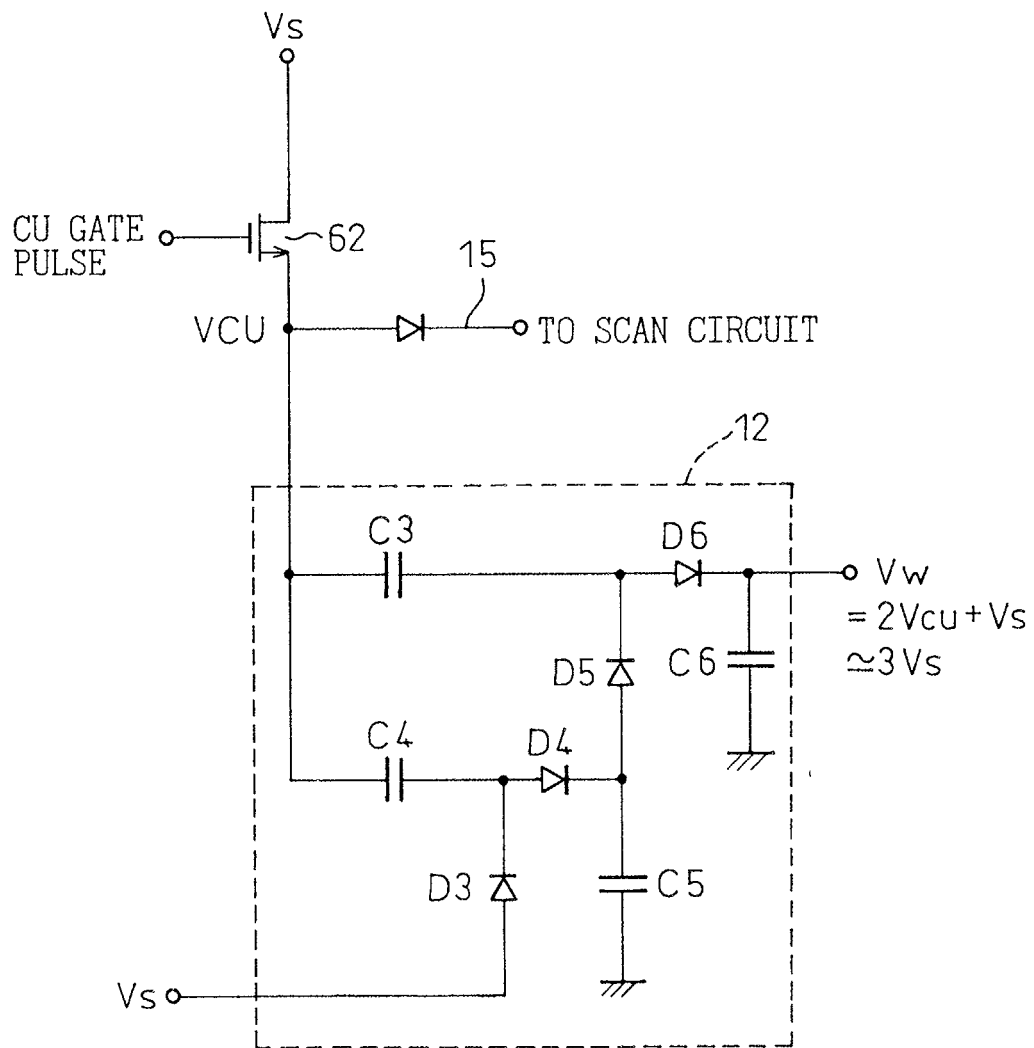 Vs
CU GATE
PULSE
62
15
VCU
TO SCAN CIRCUIT
12
C3
D6
Vw
=2Vcu+Vs
≃3Vs
D5
C6
C4
D4
D3
C5
Vs